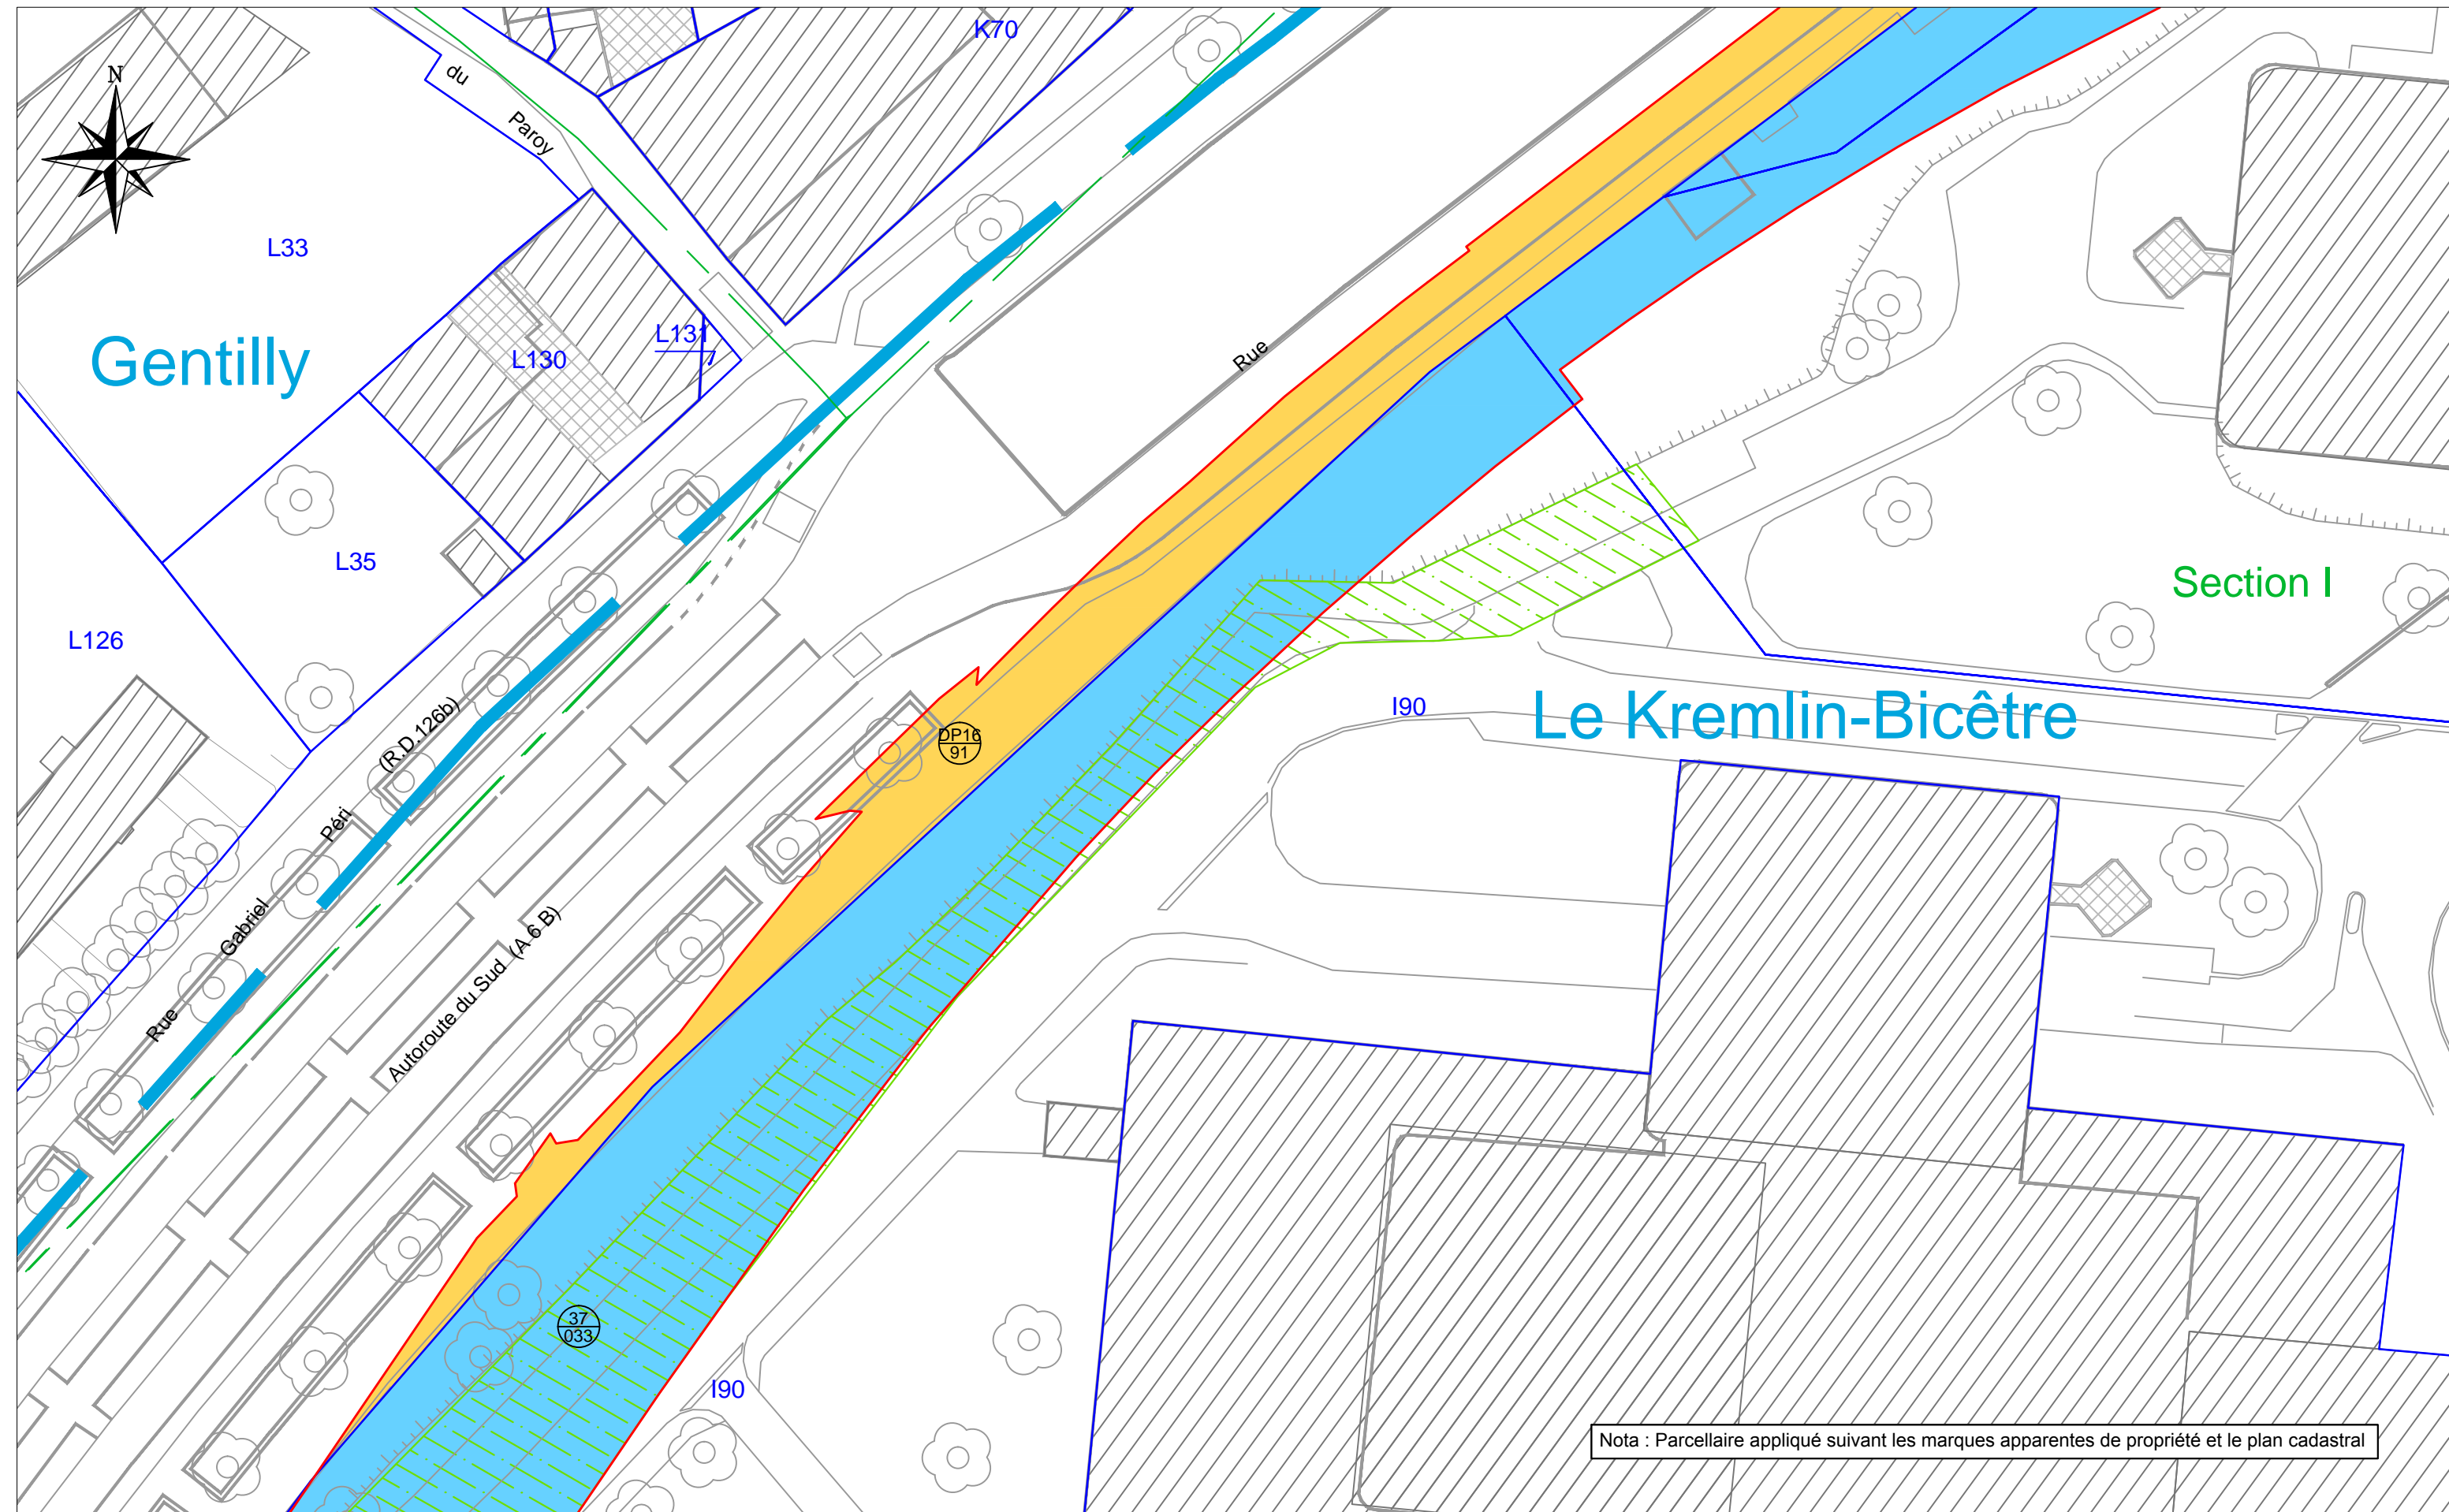 K70
N
du
Paroy
L33
Gentilly
L131
L130
Rue
L35
Section I
L126
I90
Le Kremlin-Bicêtre
(R.D.126b)
DP16
91
Péri
Gabriel
Rue
Autoroute du Sud (A 6 B)
37
033
I90
Nota : Parcellaire appliqué suivant les marques apparentes de propriété et le plan cadastral